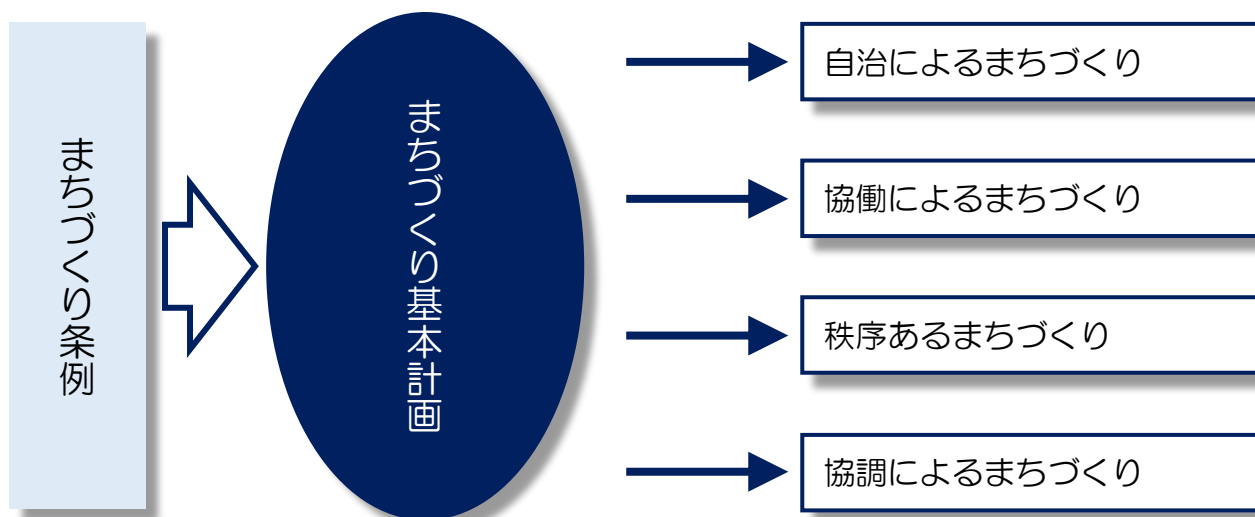 まちづくり条例
まちづくり基本計画
自治によるまちづくり
協働によるまちづくり
秩序あるまちづくり
協調によるまちづくり